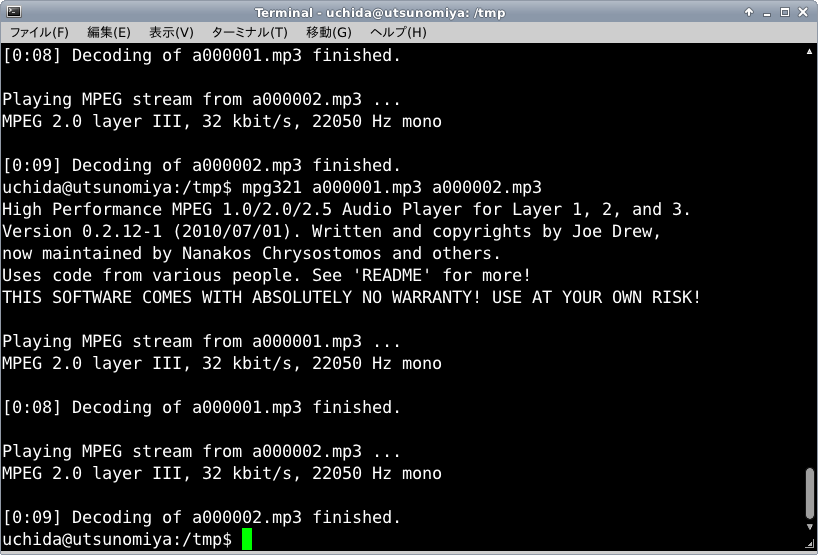 Terminal - uchida@utsunomiya: /tmp
ファイル(F) 編集(E) 表示(V) ターミナル(T) 移動(G) ヘルプ(H)
[0:08] Decoding of a000001.mp3 finished.
Playing MPEG stream from a000002.mp3 ...
MPEG 2.0 layer III, 32 kbit/s, 22050 Hz mono
[0:09] Decoding of a000002.mp3 finished.
uchida@utsunomiya:/tmp$ mpg321 a000001.mp3 a000002.mp3
High Performance MPEG 1.0/2.0/2.5 Audio Player for Layer 1, 2, and 3.
Version 0.2.12-1 (2010/07/01). Written and copyrights by Joe Drew,
now maintained by Nanakos Chrysostomos and others.
Uses code from various people. See 'README' for more!
THIS SOFTWARE COMES WITH ABSOLUTELY NO WARRANTY! USE AT YOUR OWN RISK!
Playing MPEG stream from a000001.mp3 ...
MPEG 2.0 layer III, 32 kbit/s, 22050 Hz mono
[0:08] Decoding of a000001.mp3 finished.
Playing MPEG stream from a000002.mp3 ...
MPEG 2.0 layer III, 32 kbit/s, 22050 Hz mono
[0:09] Decoding of a000002.mp3 finished.
uchida@utsunomiya:/tmp$